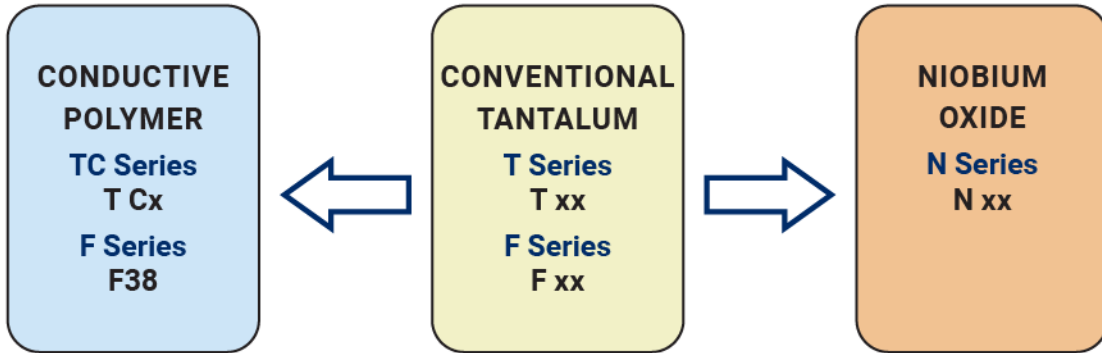 CONDUCTIVE
POLYMER
TC Series
T Cx
F Series
F38
CONVENTIONAL
TANTALUM
T Series
T xx
F Series
F xx
NIOBIUM
OXIDE
N Series
N xx